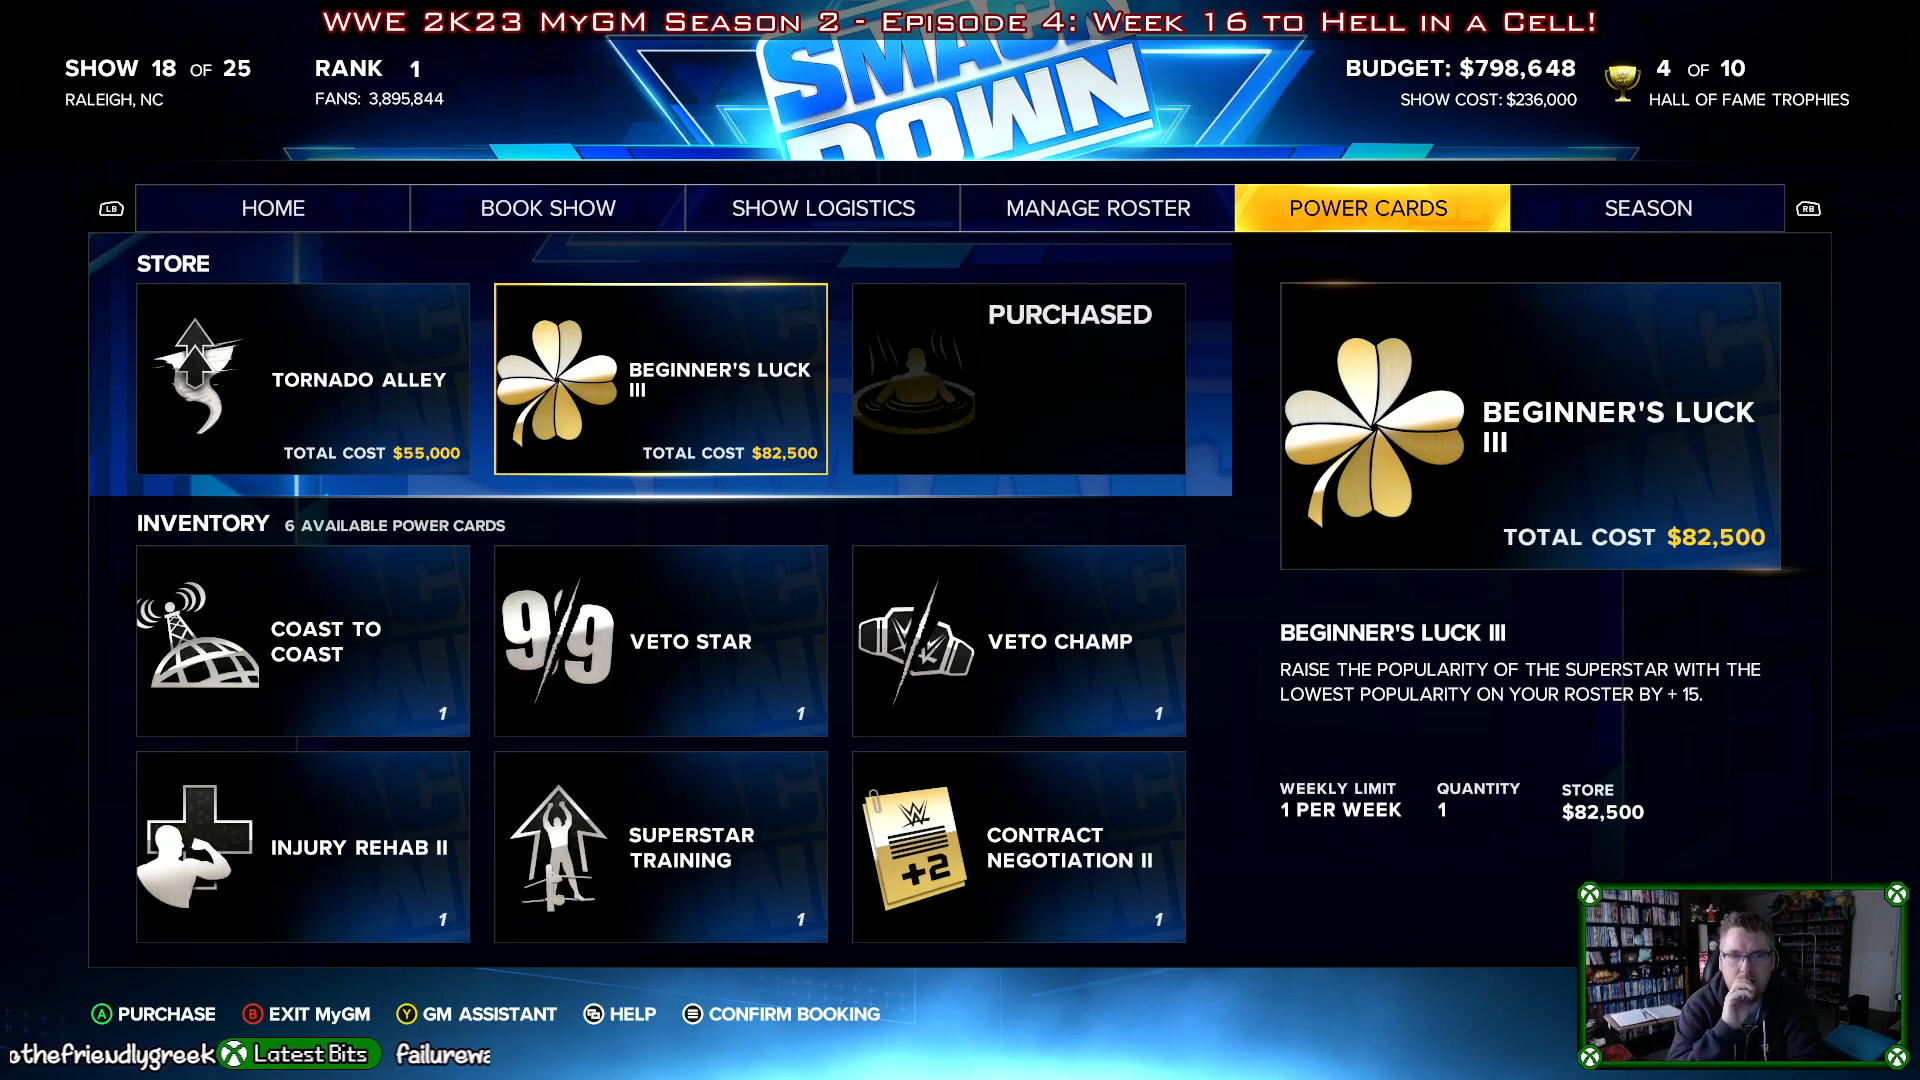 WWE 2K23 MyGM Season 2 - Episode 4: Week 16 to Hell in a Cell!
SHOW 18 OF 25
RALEIGH, NC
RANK 1
FANS: 3,895,844
SMACK
DOWN
BUDGET: $798,648
SHOW COST: $236,000
4 OF 10
HALL OF FAME TROPHIES
LB
HOME
BOOK SHOW
SHOW LOGISTICS
MANAGE ROSTER
POWER CARDS
SEASON
RB
STORE
TORNADO ALLEY
TOTAL COST $55,000
BEGINNER'S LUCK
III
TOTAL COST $82,500
PURCHASED
BEGINNER'S LUCK
III
TOTAL COST $82,500
INVENTORY 6 AVAILABLE POWER CARDS
COAST TO
COAST
1
9/9
VETO STAR
1
VETO CHAMP
1
INJURY REHAB II
1
SUPERSTAR
TRAINING
1
+2
CONTRACT
NEGOTIATION II
1
BEGINNER'S LUCK III
RAISE THE POPULARITY OF THE SUPERSTAR WITH THE
LOWEST POPULARITY ON YOUR ROSTER BY + 15.
WEEKLY LIMIT
1 PER WEEK
QUANTITY
1
STORE
$82,500
A PURCHASE
B EXIT MyGM
Y GM ASSISTANT
HELP
CONFIRM BOOKING
othefriendlygreek
Latest Bits
failurewa